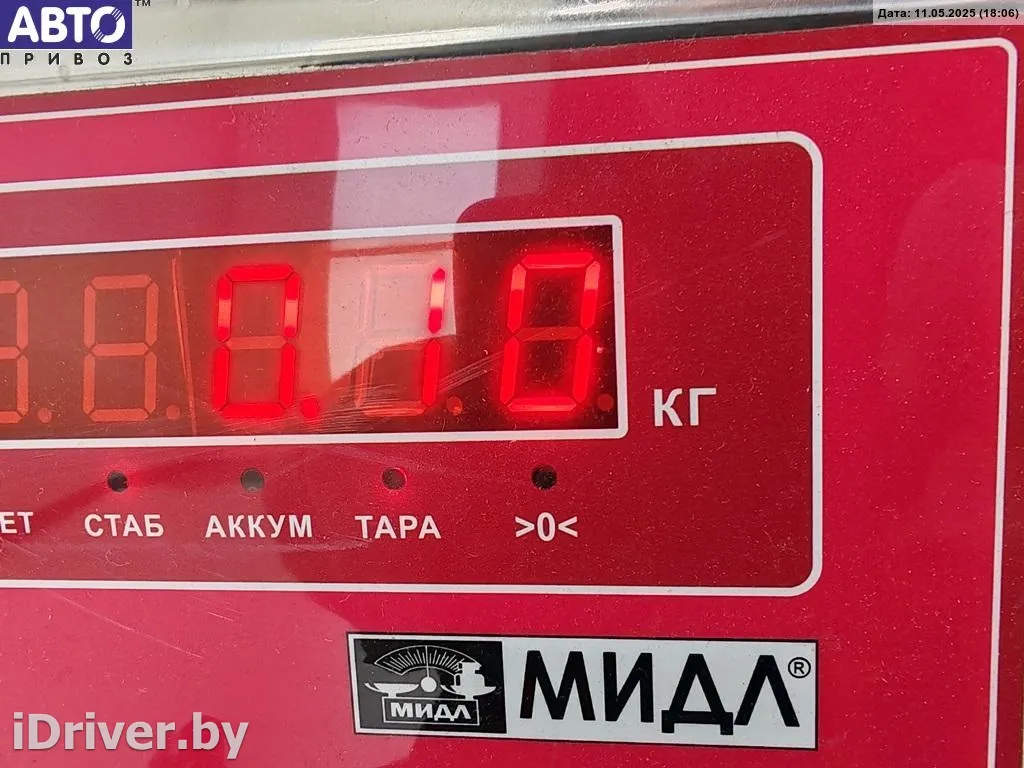 АВТО™
ПРИВОЗ
Дата: 11.05.2025 (18:06)
0.10
КГ
ЕТ СТАБ АККУМ ТАРА >0<
МИДЛ
МИДЛ®
iDriver.by